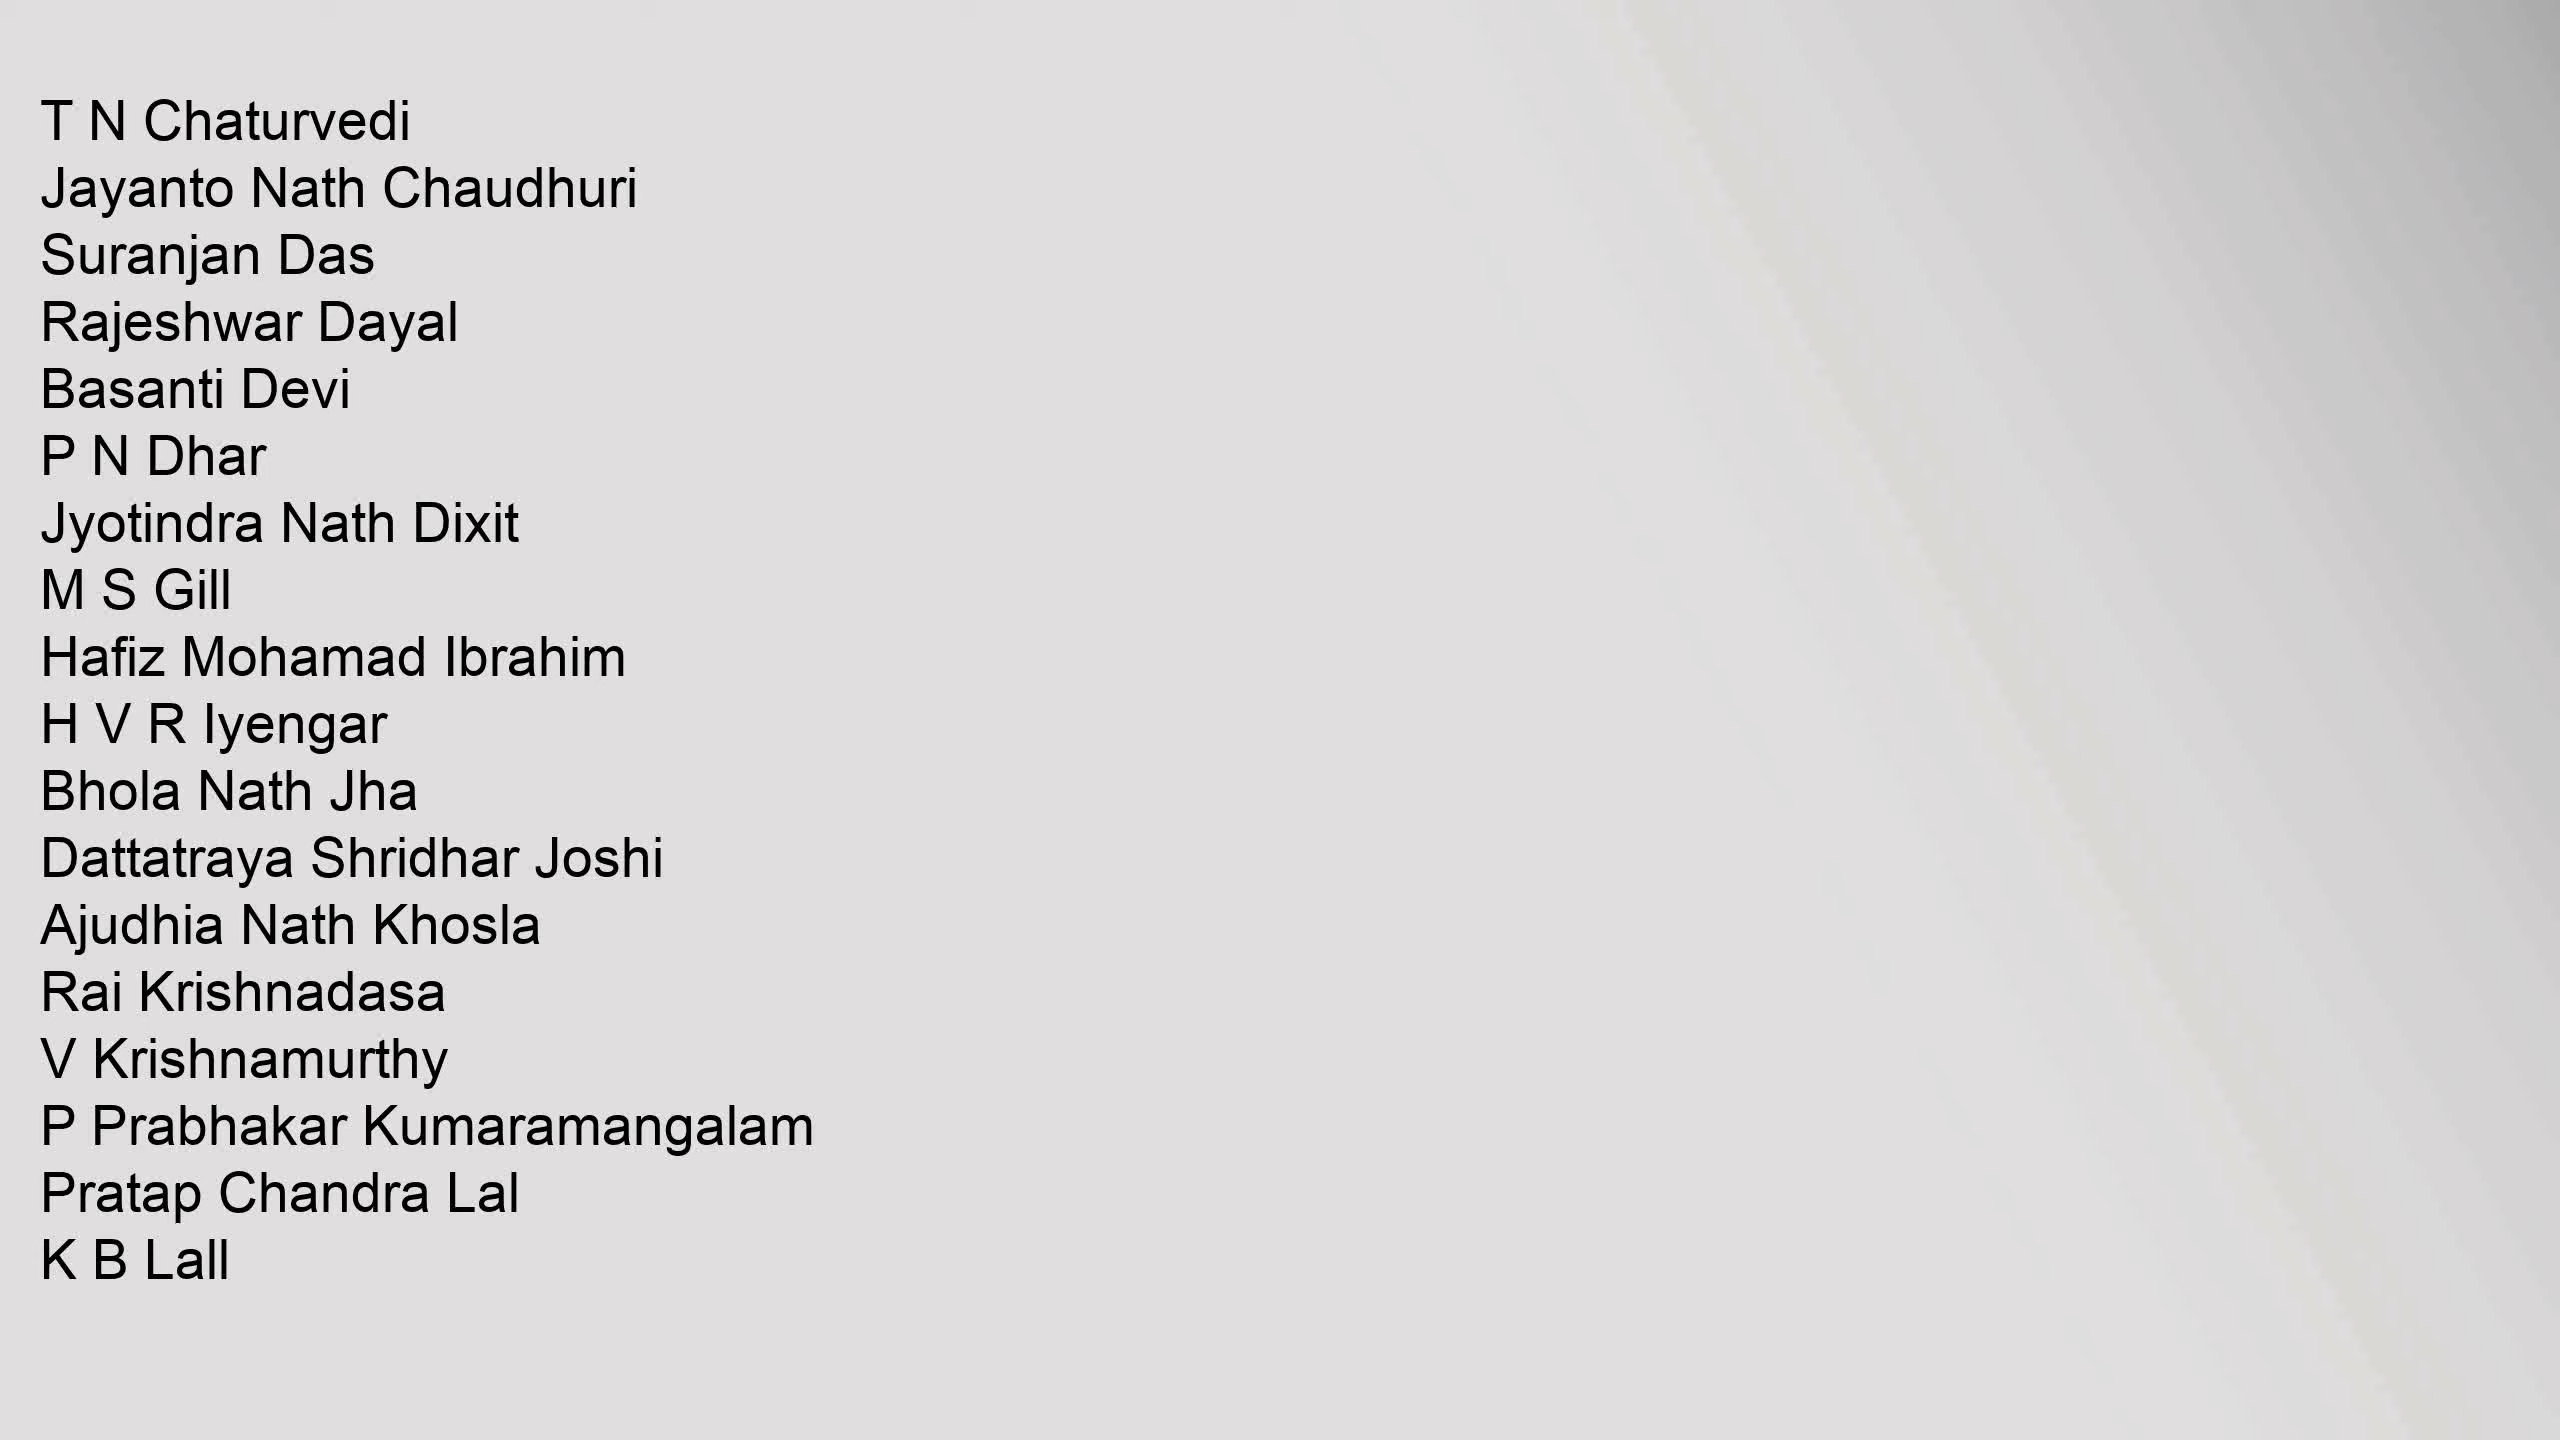 T N Chaturvedi
Jayanto Nath Chaudhuri
Suranjan Das
Rajeshwar Dayal
Basanti Devi
P N Dhar
Jyotindra Nath Dixit
M S Gill
Hafiz Mohamad Ibrahim
H V R Iyengar
Bhola Nath Jha
Dattatraya Shridhar Joshi
Ajudhia Nath Khosla
Rai Krishnadasa
V Krishnamurthy
P Prabhakar Kumaramangalam
Pratap Chandra Lal
K B Lall